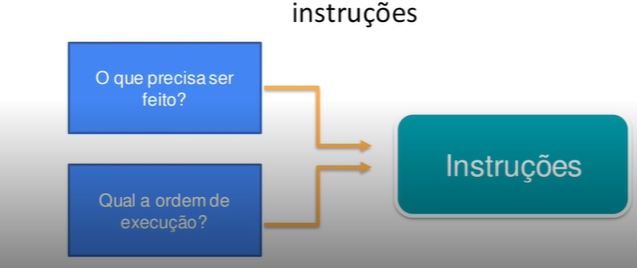 instruções
O que precisa ser
feito?
Qual a ordem de
execução?
Instruções